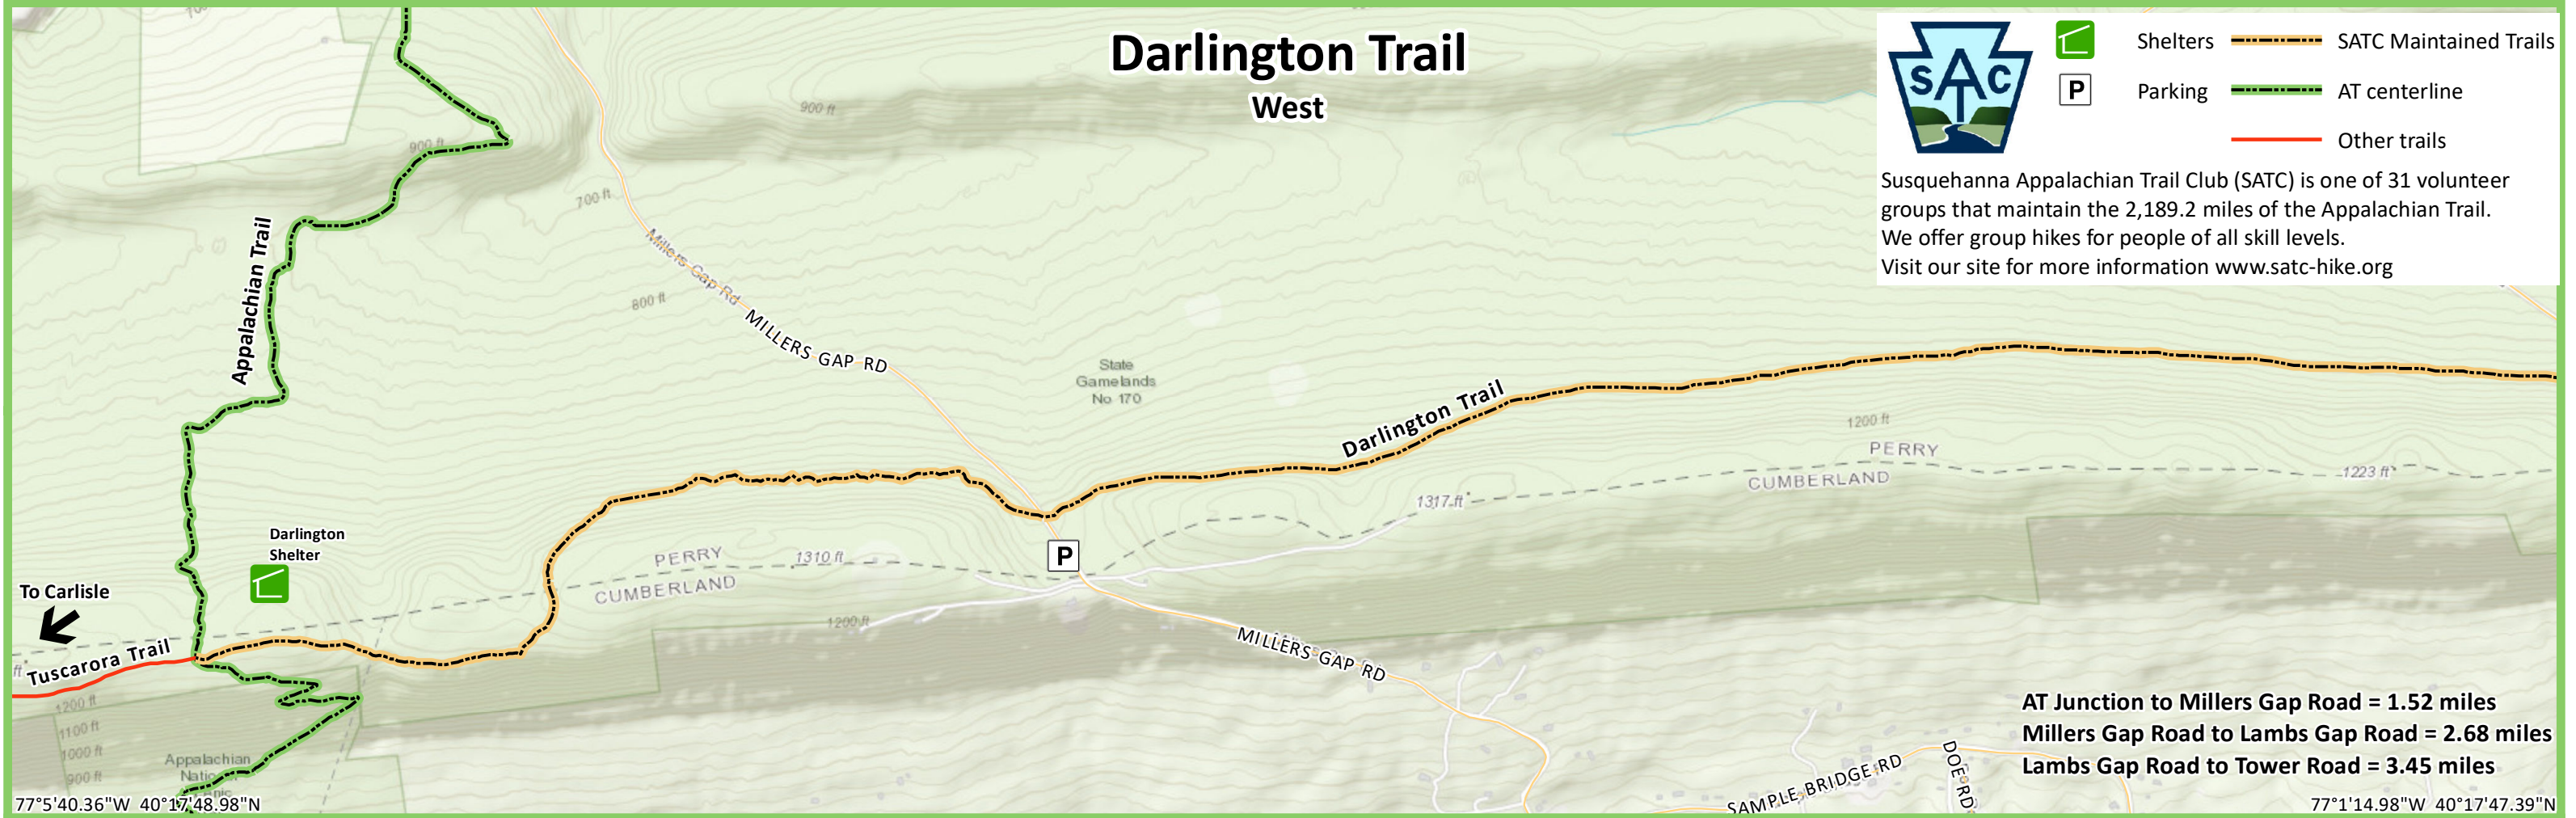 Darlington Trail
West
SAC
T
Shelters
SATC Maintained Trails
P
Parking
AT centerline
Other trails
Susquehanna Appalachian Trail Club (SATC) is one of 31 volunteer
groups that maintain the 2,189.2 miles of the Appalachian Trail.
We offer group hikes for people of all skill levels.
Visit our site for more information www.satc-hike.org
900 ft
900 ft
700 ft
Millers Gap Rd
800 ft
MILLERS GAP RD
Appalachian Trail
State
Gamelands
No 170
Darlington Trail
1200 ft
PERRY
CUMBERLAND
1223 ft
1317 ft
Darlington
Shelter
P
PERRY
1310 ft
CUMBERLAND
To Carlisle
1200 ft
Tuscarora Trail
ft
MILLERS GAP RD
1200 ft
1100 ft
1000 ft
900 ft
Appalachian
AT Junction to Millers Gap Road = 1.52 miles
Millers Gap Road to Lambs Gap Road = 2.68 miles
Lambs Gap Road to Tower Road = 3.45 miles
SAMPLE BRIDGE RD
DOE RD
77°5'40.36"W 40°17'48.98"N
77°1'14.98"W 40°17'47.39"N